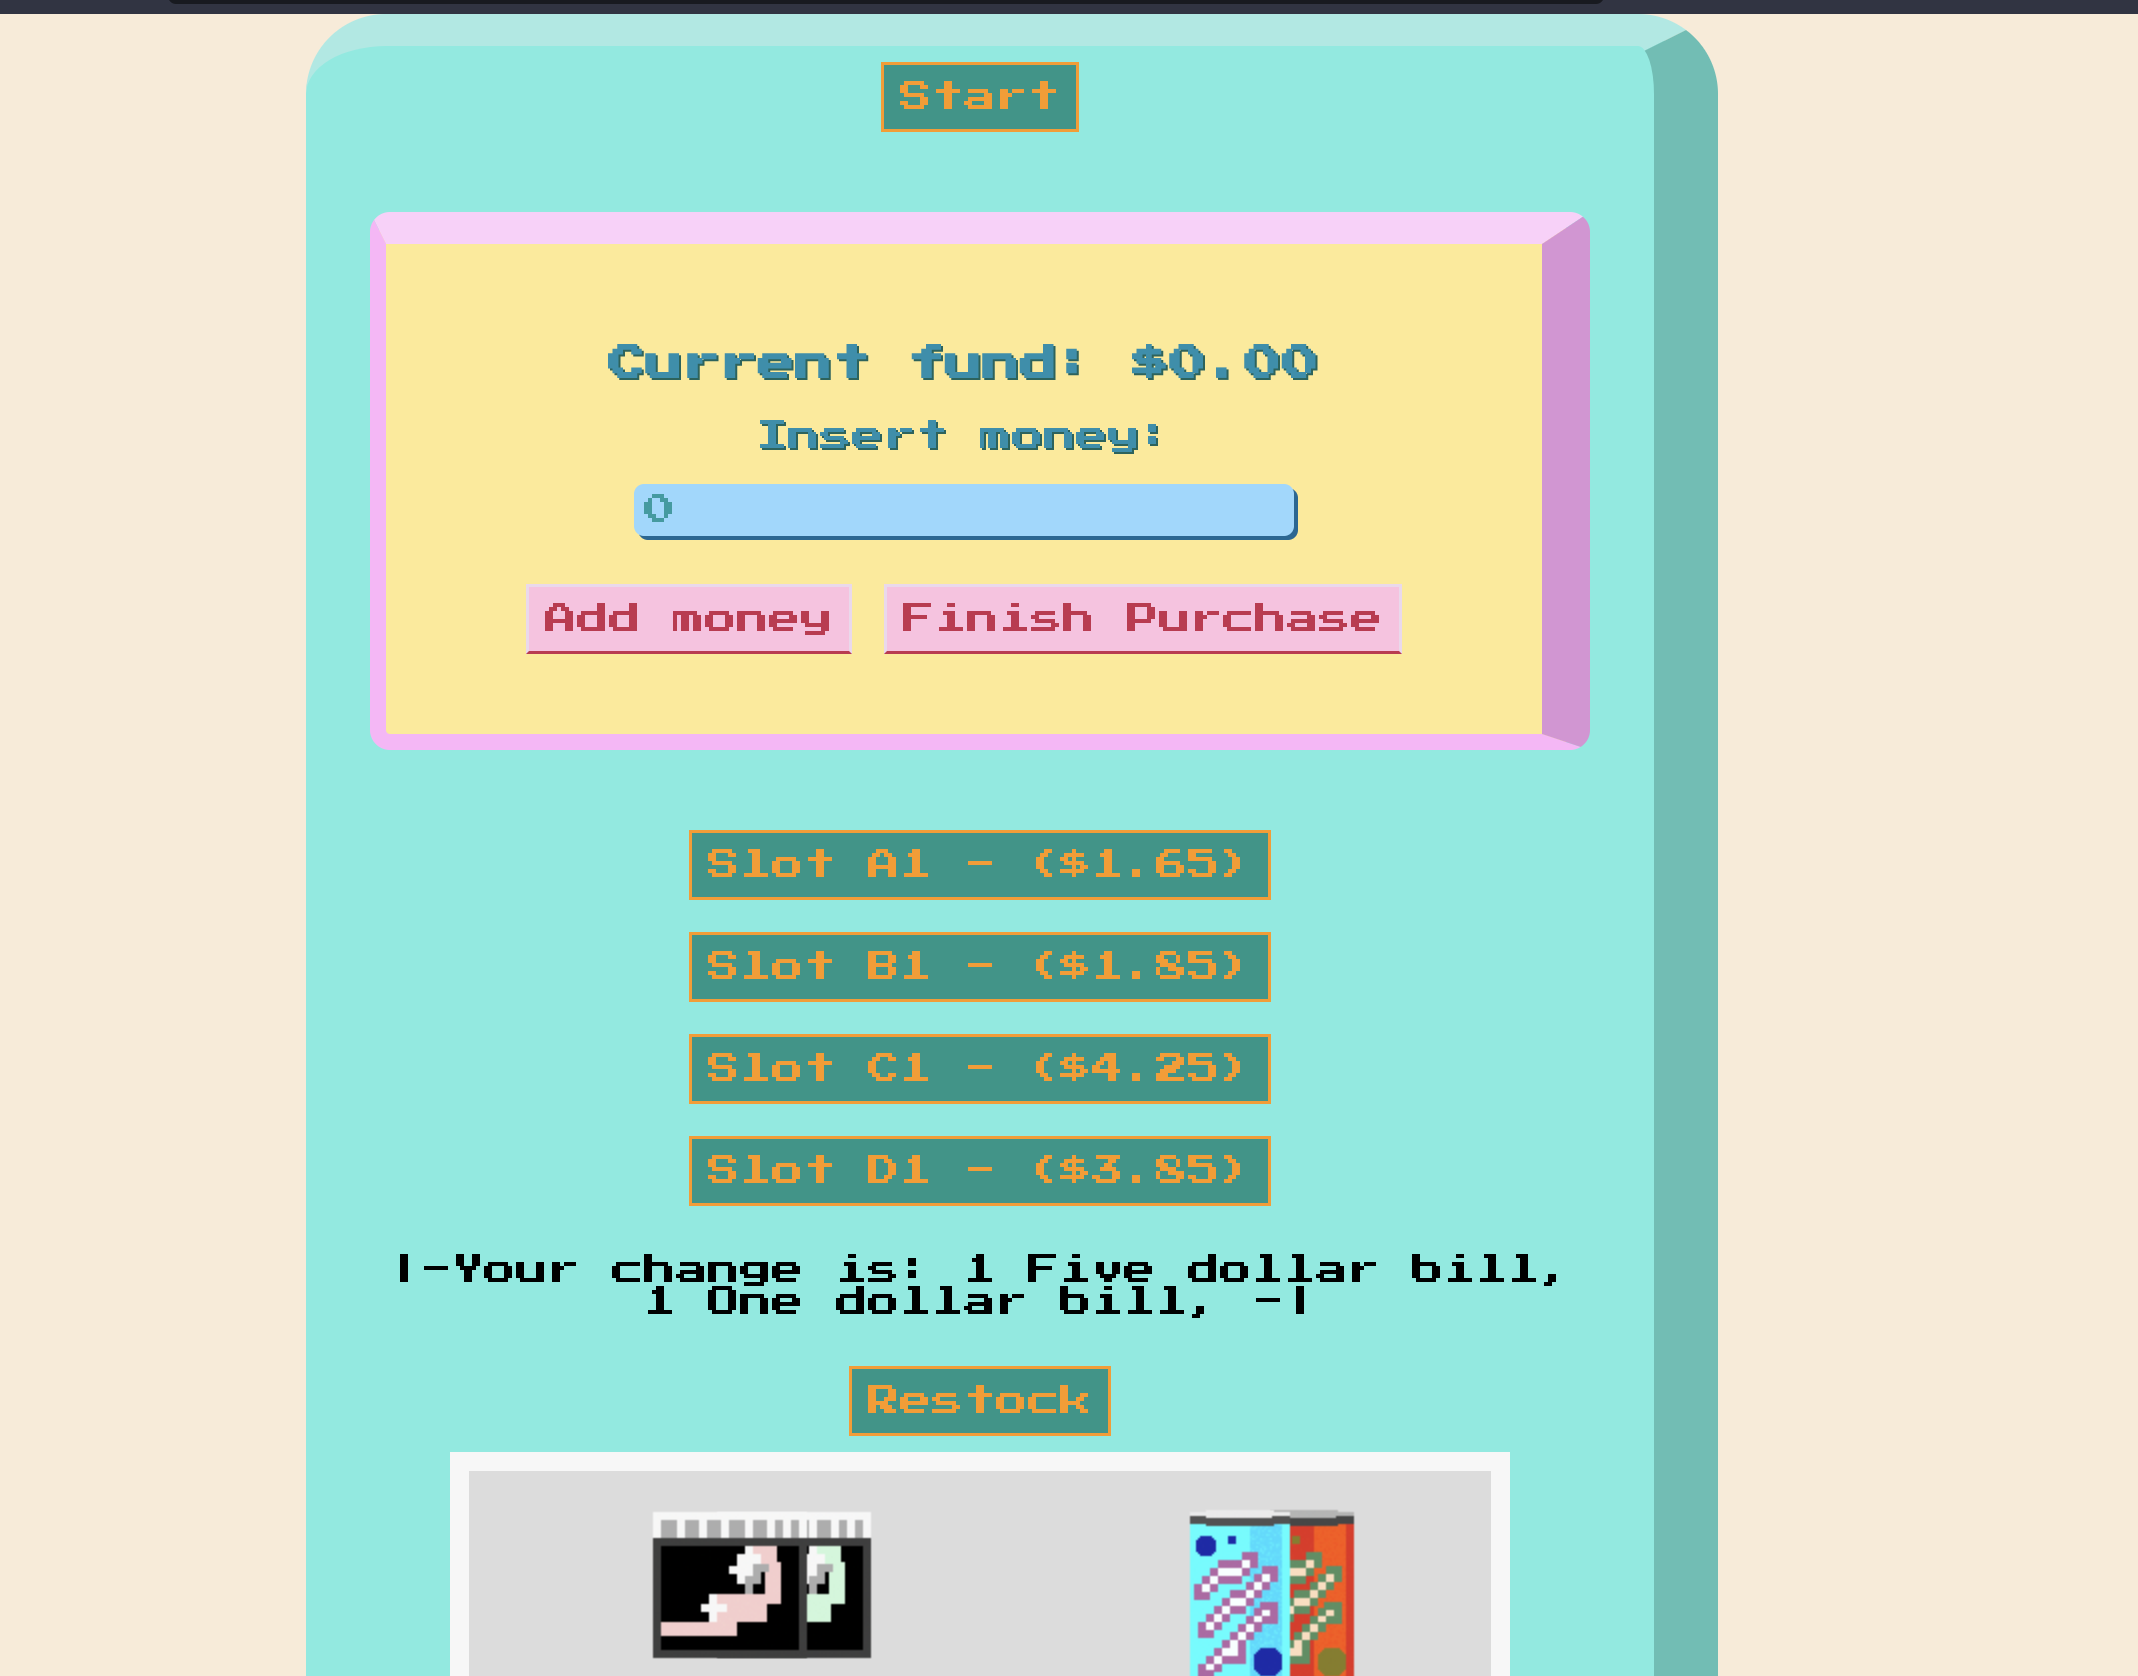 Start
Current fund: $0.00
Insert money:
0
Add money
Finish Purchase
Slot A1 - ($1.65)
Slot B1 - ($1.85)
Slot C1 - ($4.25)
Slot D1 - ($3.85)
|-Your change is: 1 Five dollar bill,
1 One dollar bill, -|
Restock